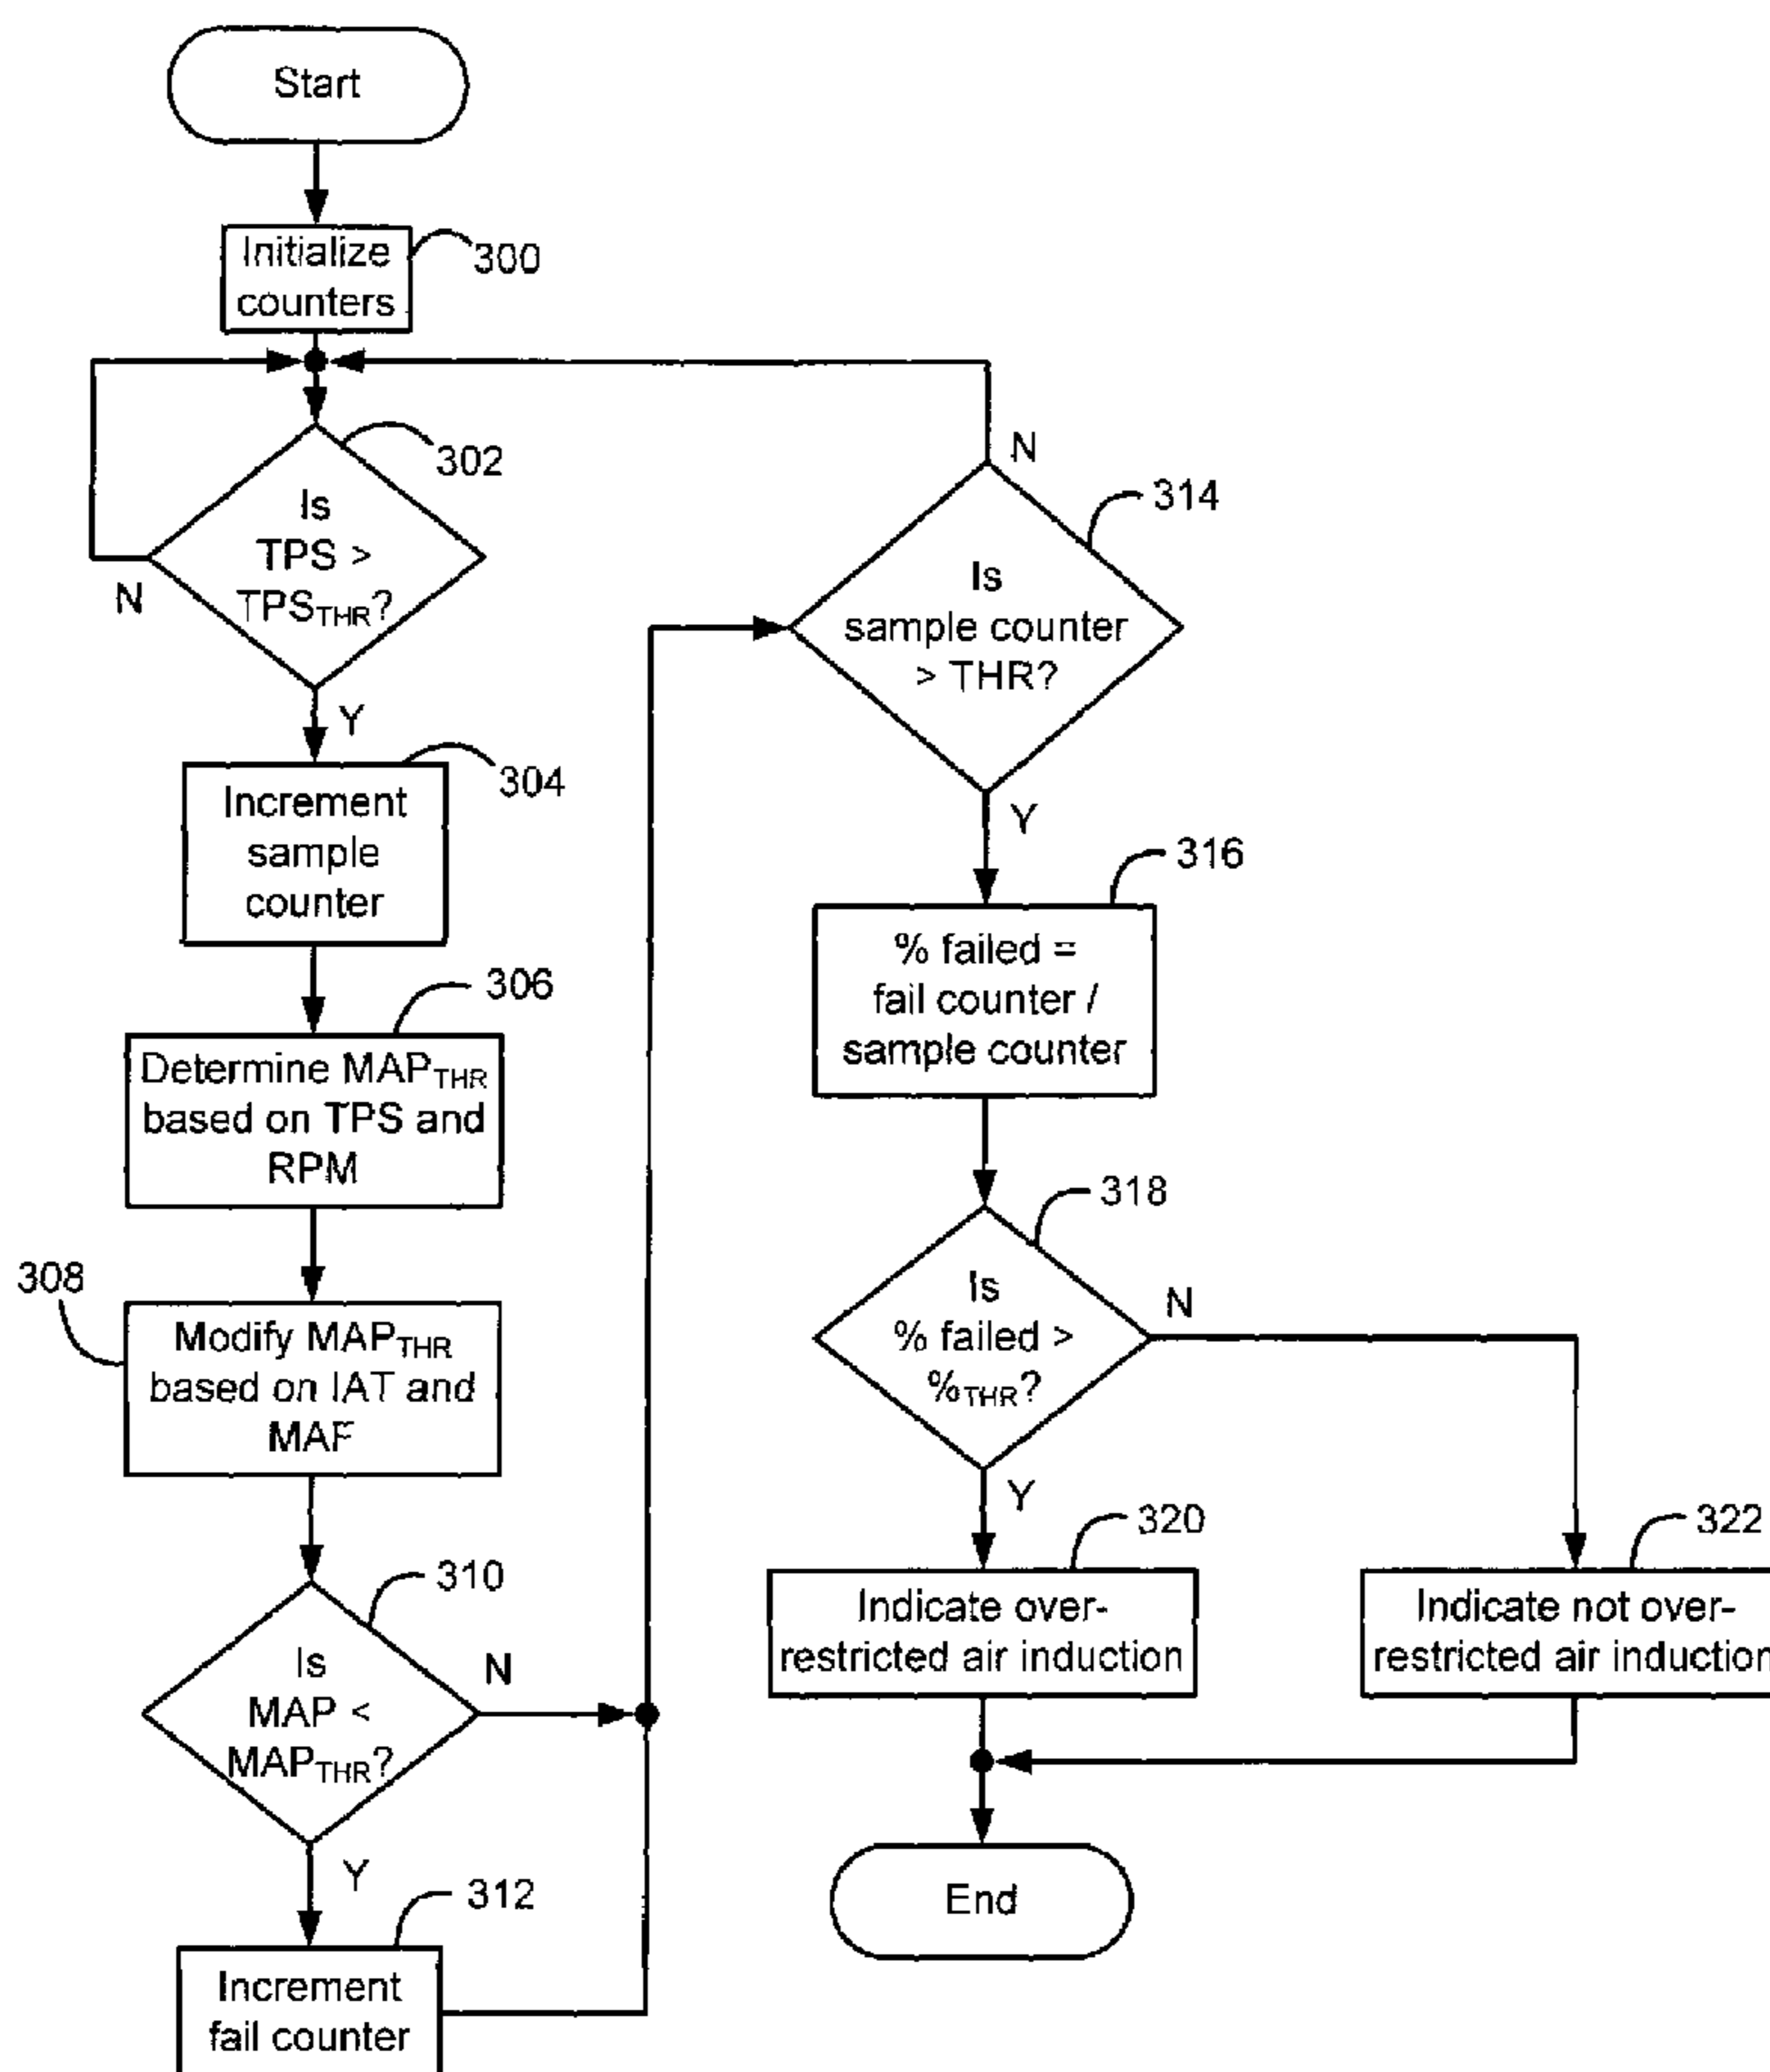 Start
Initialize
counters
300
302
Is
TPS >
TPSTHR?
N
Y
304
Increment
sample
counter
306
Determine MAPTHR
based on TPS and
RPM
308
Modify MAPTHR
based on IAT and
MAF
310
Is
MAP <
MAPTHR?
N
Y
312
Increment
fail counter
N
314
Is
sample counter
> THR?
Y
316
% failed =
fail counter /
sample counter
318
Is
% failed >
%THR?
N
Y
320
Indicate over-
restricted air induction
322
Indicate not over-
restricted air induction
End